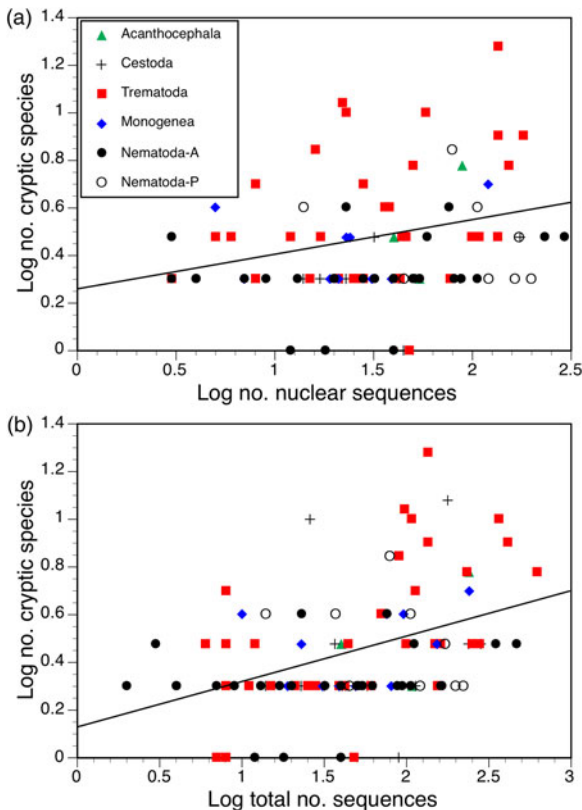 (a)
1.4
1.2
1
0.8
0.6
0.4
0.2
0
Log no. cryptic species
Acanthocephala
Cestoda
Trematoda
Monogenea
Nematoda-A
Nematoda-P
0 0.5 1 1.5 2 2.5
Log no. nuclear sequences
(b)
1.4
1.2
1
0.8
0.6
0.4
0.2
0
Log no. cryptic species
0 0.5 1 1.5 2 2.5 3
Log total no. sequences